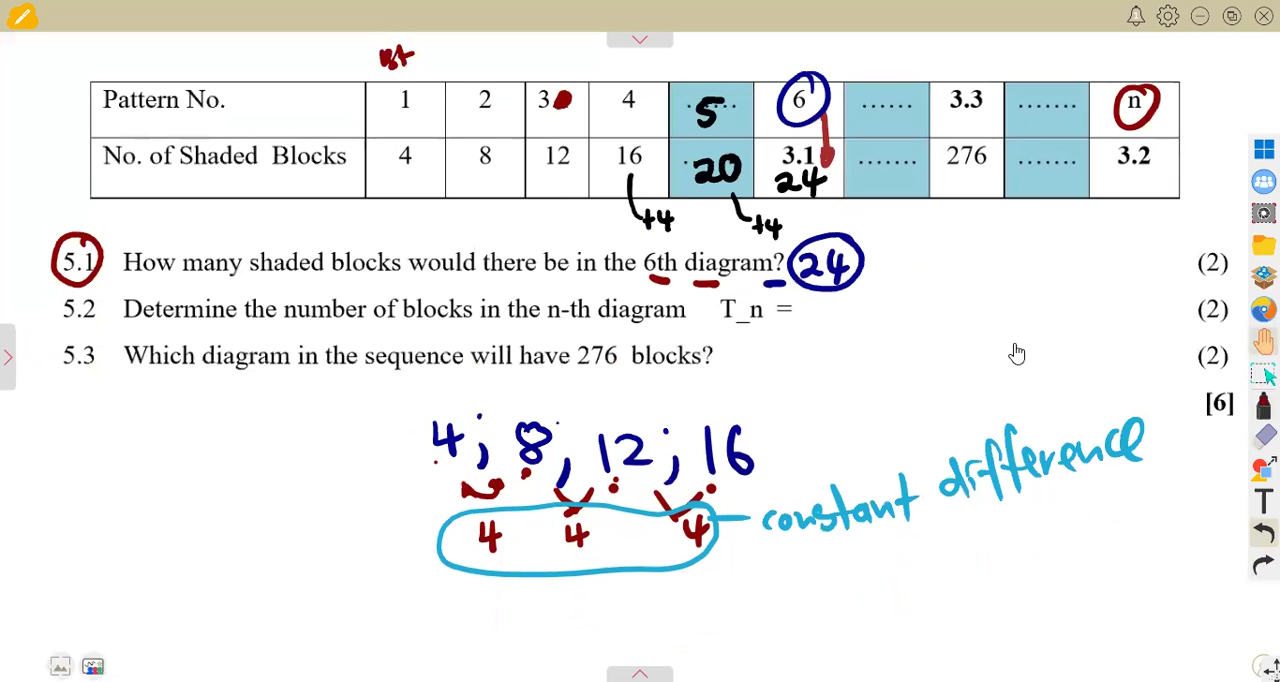 1st
Pattern No. 1 2 3 4 ...... 5 6 ...... 3.3 ....... n
No. of Shaded Blocks 4 8 12 16 20 3.1 ....... 276 ....... 3.2
24
+4 +4
5.1 How many shaded blocks would there be in the 6th diagram? 24 (2)
5.2 Determine the number of blocks in the n-th diagram T_n = (2)
5.3 Which diagram in the sequence will have 276 blocks? (2)
[6]
4; 8; 12; 16
4 4 4 constant difference